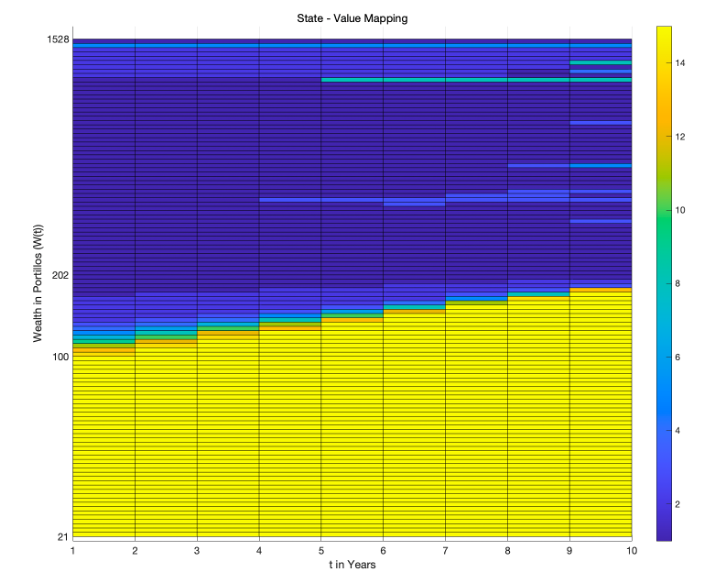 State - Value Mapping
1528
202
100
21
Wealth in Portillos (W(t))
1 2 3 4 5 6 7 8 9 10
t in Years
14
12
10
8
6
4
2